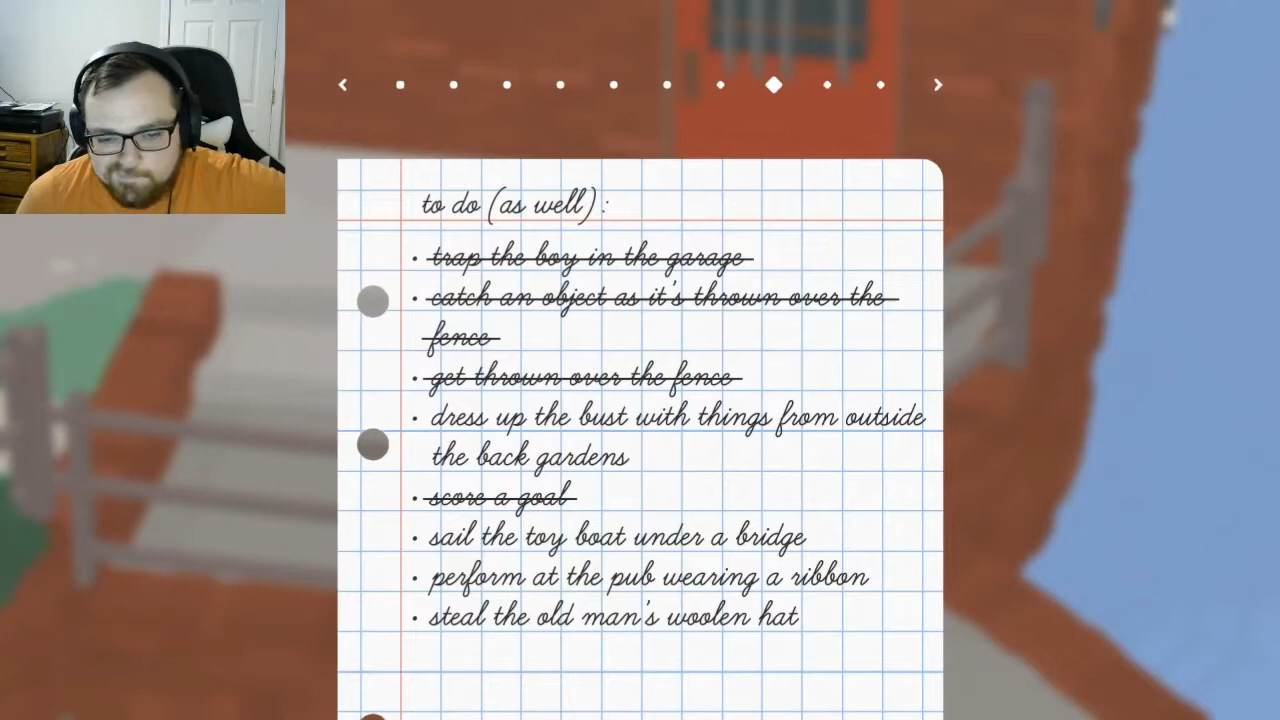 to do (as well) :
• trap the boy in the garage
• catch an object as it's thrown over the
fence
• get thrown over the fence
• dress up the bust with things from outside
the back gardens
• score a goal
• sail the toy boat under a bridge
• perform at the pub wearing a ribbon
• steal the old man's woolen hat